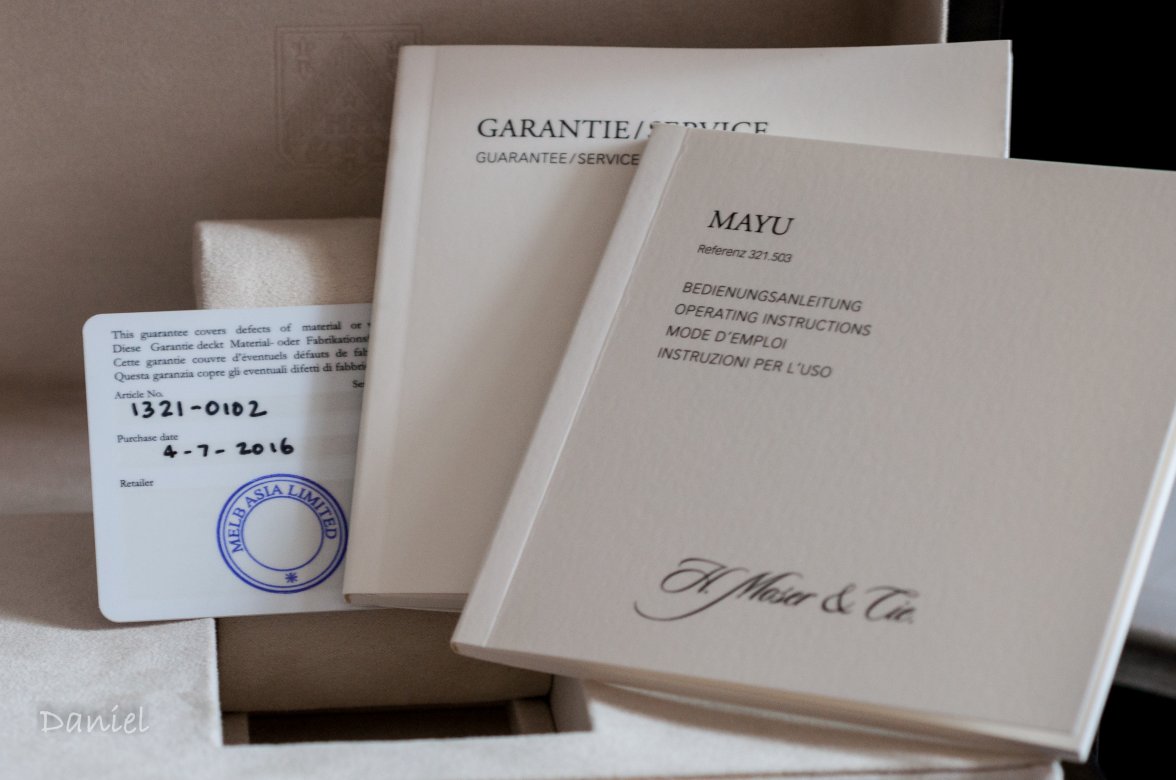 GARANTIE/SERVICE
GUARANTEE/SERVICE
MAYU
Referenz 321.503
BEDIENUNGSANLEITUNG
OPERATING INSTRUCTIONS
MODE D'EMPLOI
INSTRUZIONI PER L'USO
H. Moser & Cie.
This guarantee covers defects of material or
Diese Garantie deckt Material- oder Fabrikations
Cette garantie couvre d'éventuels défauts de
Questa garanzia copre gli eventuali difetti di
Article No.
1321-0102
Purchase date
4-7-2016
Retailer
MELB ASIA LIMITED
Daniel